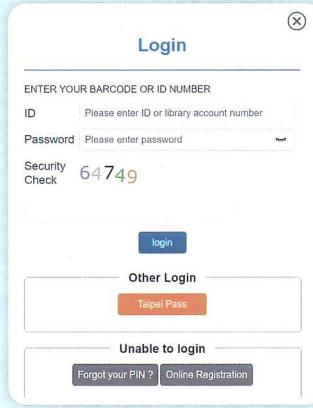 Login
ENTER YOUR BARCODE OR ID NUMBER
ID Please enter ID or library account number
Password Please enter password
Security
Check 64749
login
Other Login
Taipei Pass
Unable to login
Forgot your PIN ? Online Registration